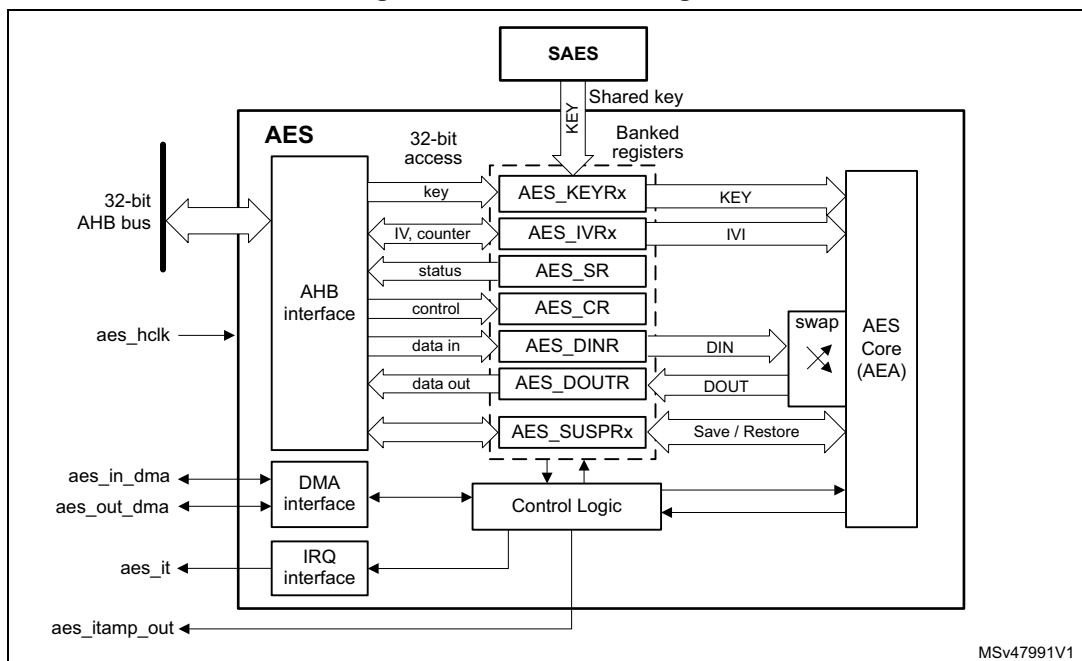 SAES
Shared key
KEY
AES
32-bit
access
Banked
registers
32-bit
AHB bus
AHB
interface
key
AES_KEYRx
KEY
IV, counter
AES_IVRx
IVI
status
AES_SR
control
AES_CR
aes_hclk
data in
AES_DINR
DIN
swap
AES
Core
(AEA)
data out
AES_DOUTR
DOUT
AES_SUSPRx
Save / Restore
aes_in_dma
aes_out_dma
DMA
interface
Control Logic
aes_it
IRQ
interface
aes_itamp_out
MSv47991V1